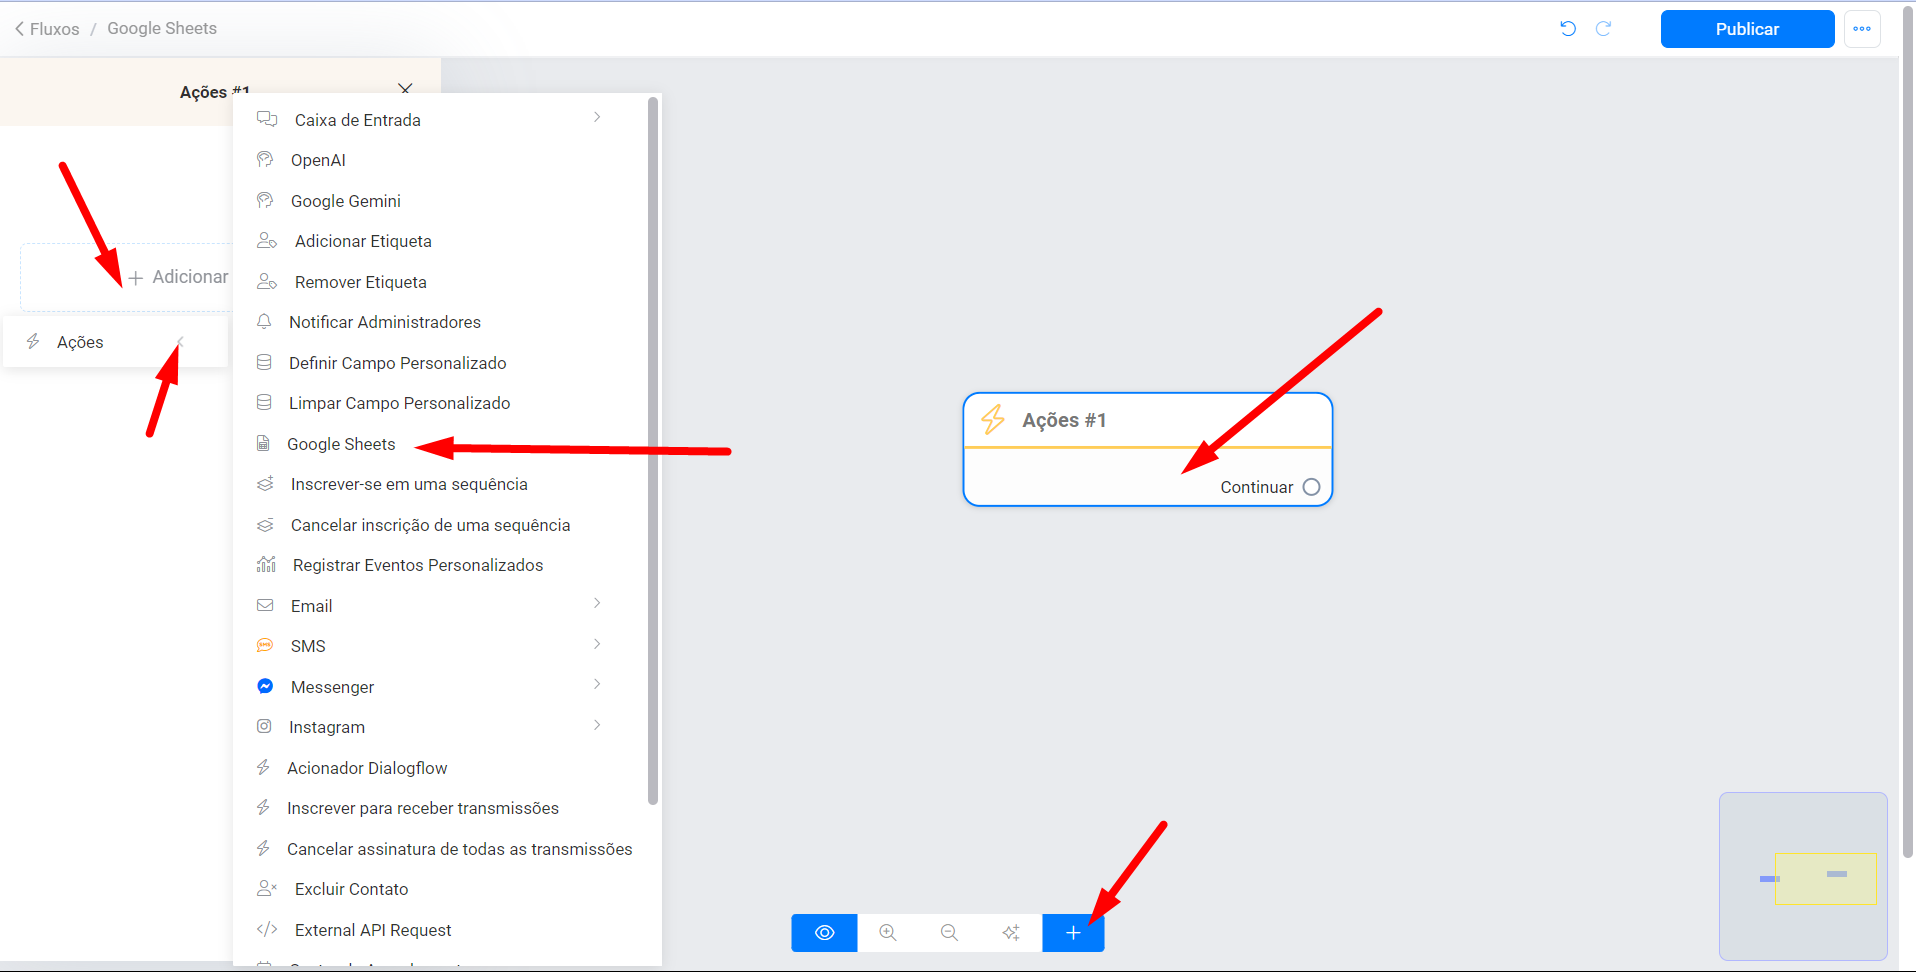 Fluxos / Google Sheets
Publicar
Ações #1
Caixa de Entrada
OpenAI
Google Gemini
Adicionar Etiqueta
Remover Etiqueta
Adicionar
Notificar Administradores
Ações
Definir Campo Personalizado
Limpar Campo Personalizado
Google Sheets
Inscrever-se em uma sequência
Cancelar inscrição de uma sequência
Registrar Eventos Personalizados
Email
SMS
Messenger
Instagram
Acionador Dialogflow
Inscrever para receber transmissões
Cancelar assinatura de todas as transmissões
Excluir Contato
External API Request
Ações #1
Continuar